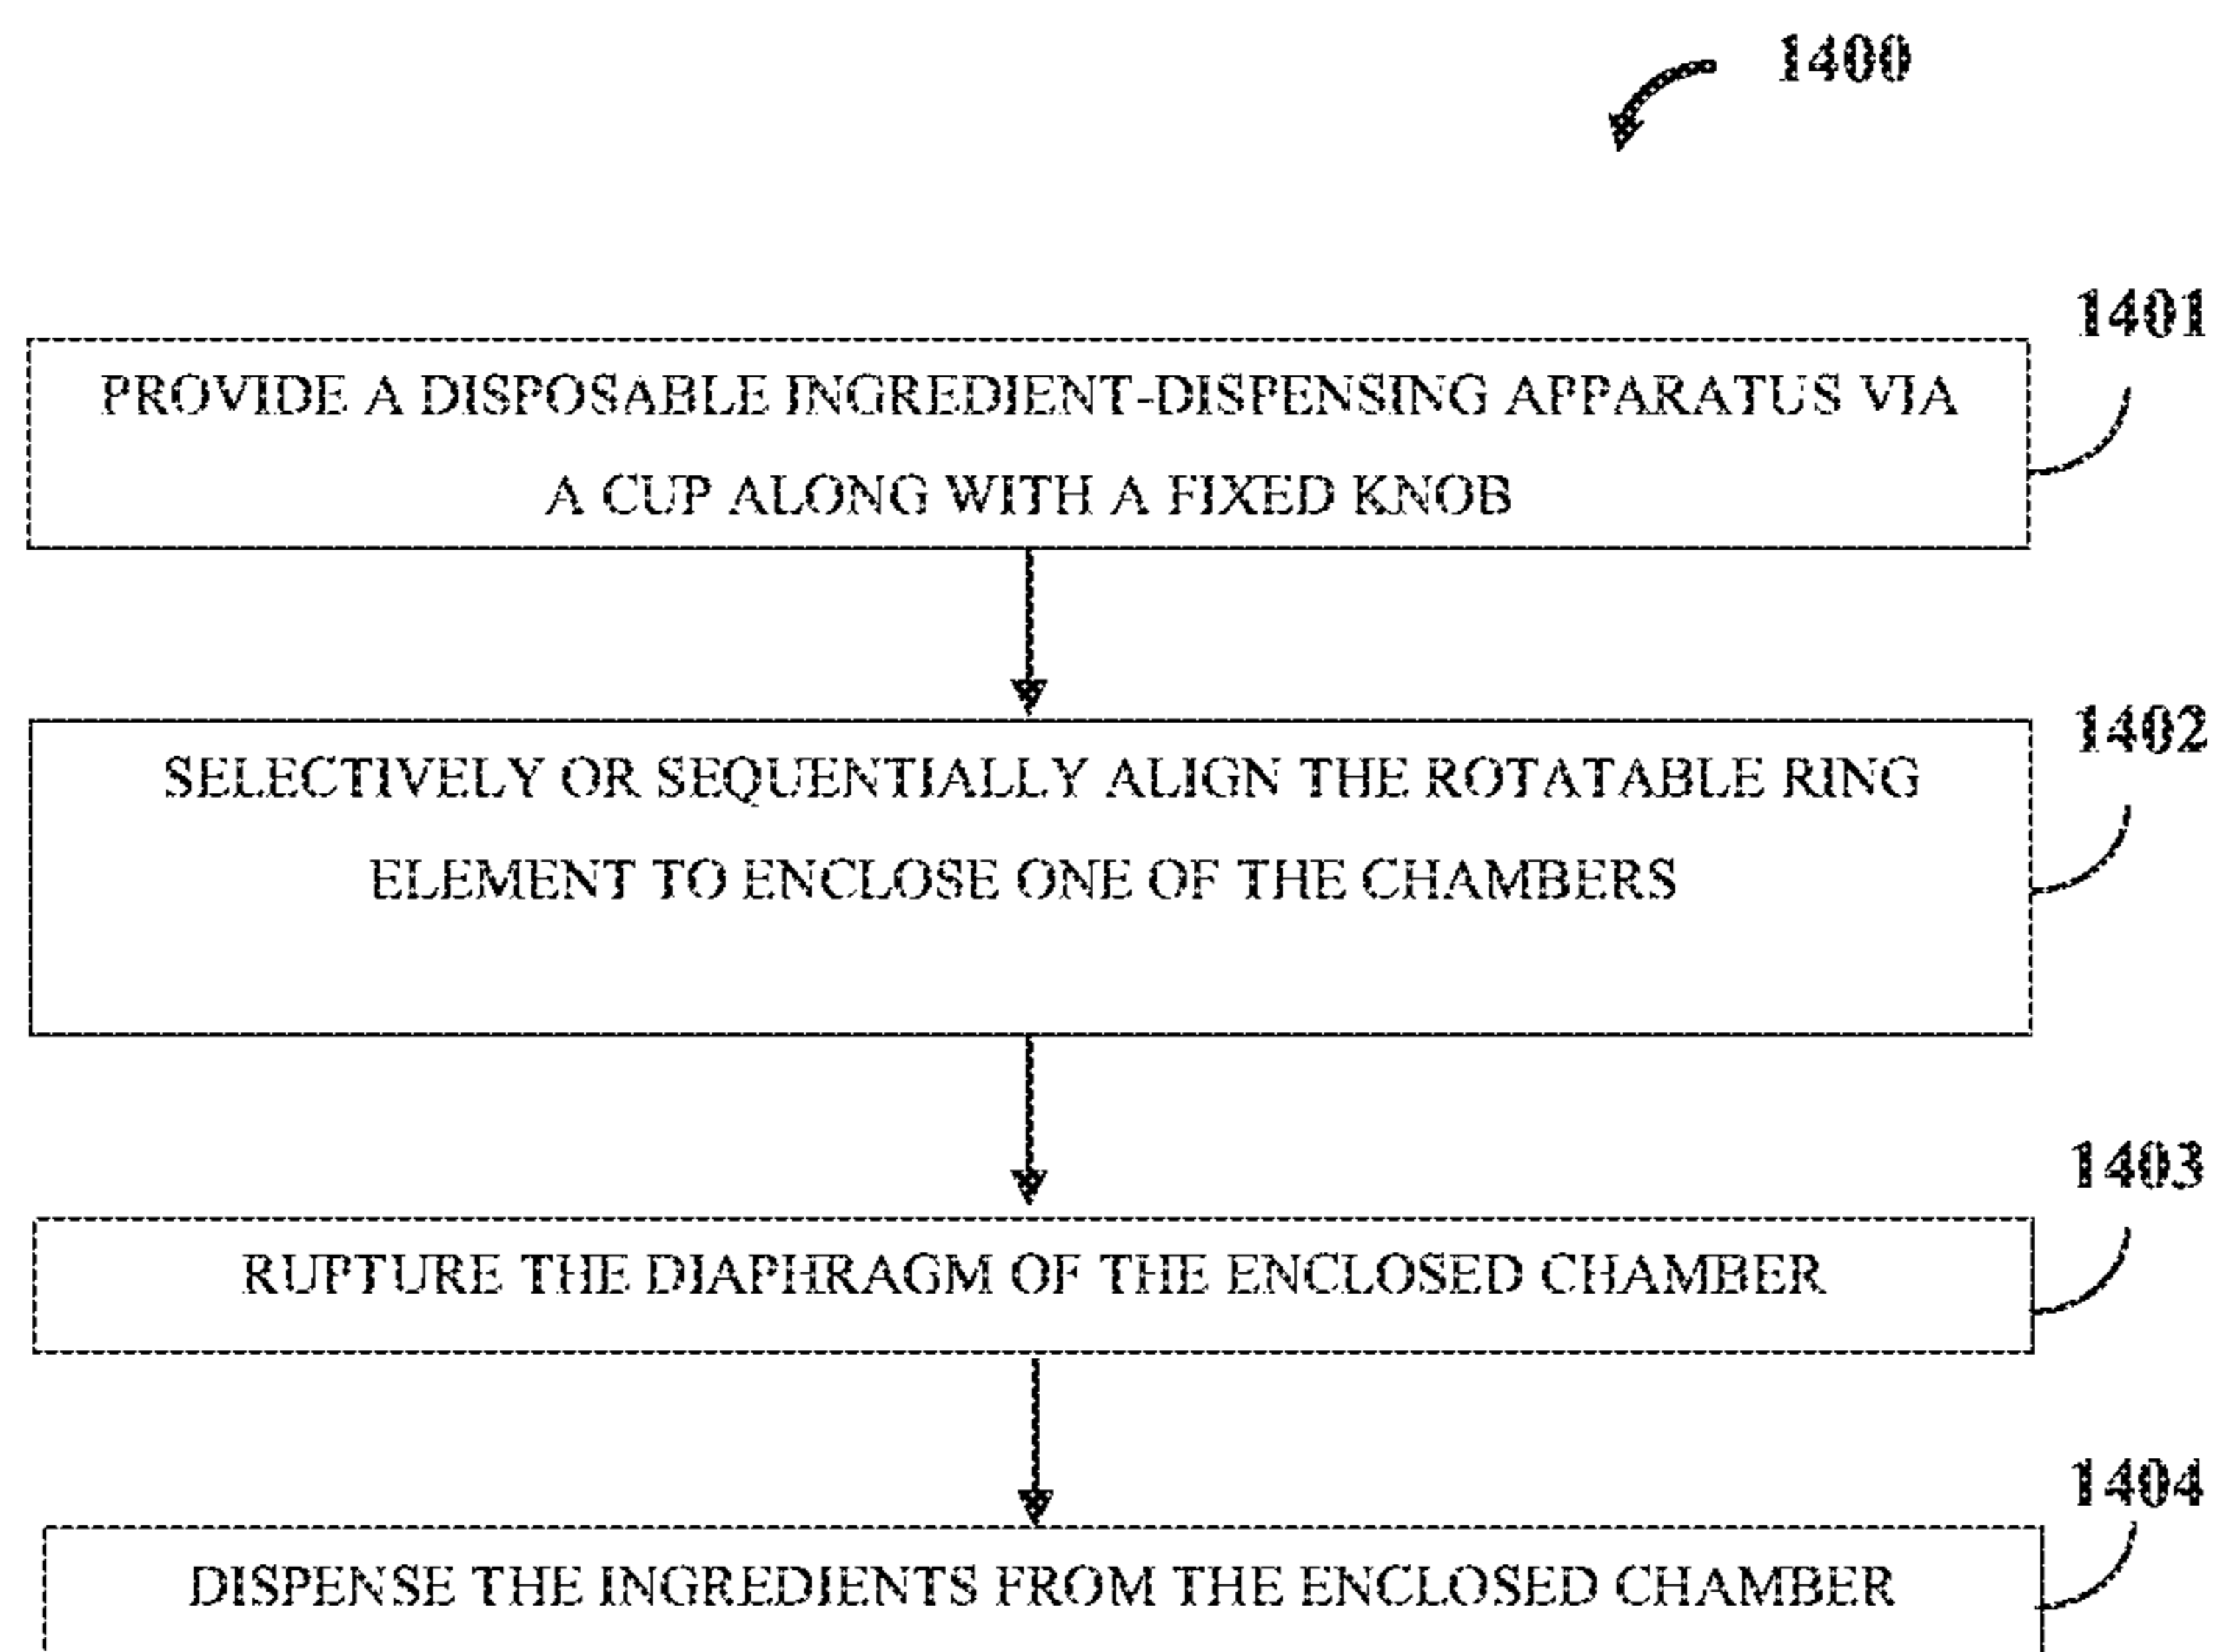 1400
1401
PROVIDE A DISPOSABLE INGREDIENT-DISPENSING APPARATUS VIA
A CUP ALONG WITH A FIXED KNOB
1402
SELECTIVELY OR SEQUENTIALLY ALIGN THE ROTATABLE RING
ELEMENT TO ENCLOSE ONE OF THE CHAMBERS
1403
RUPTURE THE DIAPHRAGM OF THE ENCLOSED CHAMBER
1404
DISPENSE THE INGREDIENTS FROM THE ENCLOSED CHAMBER